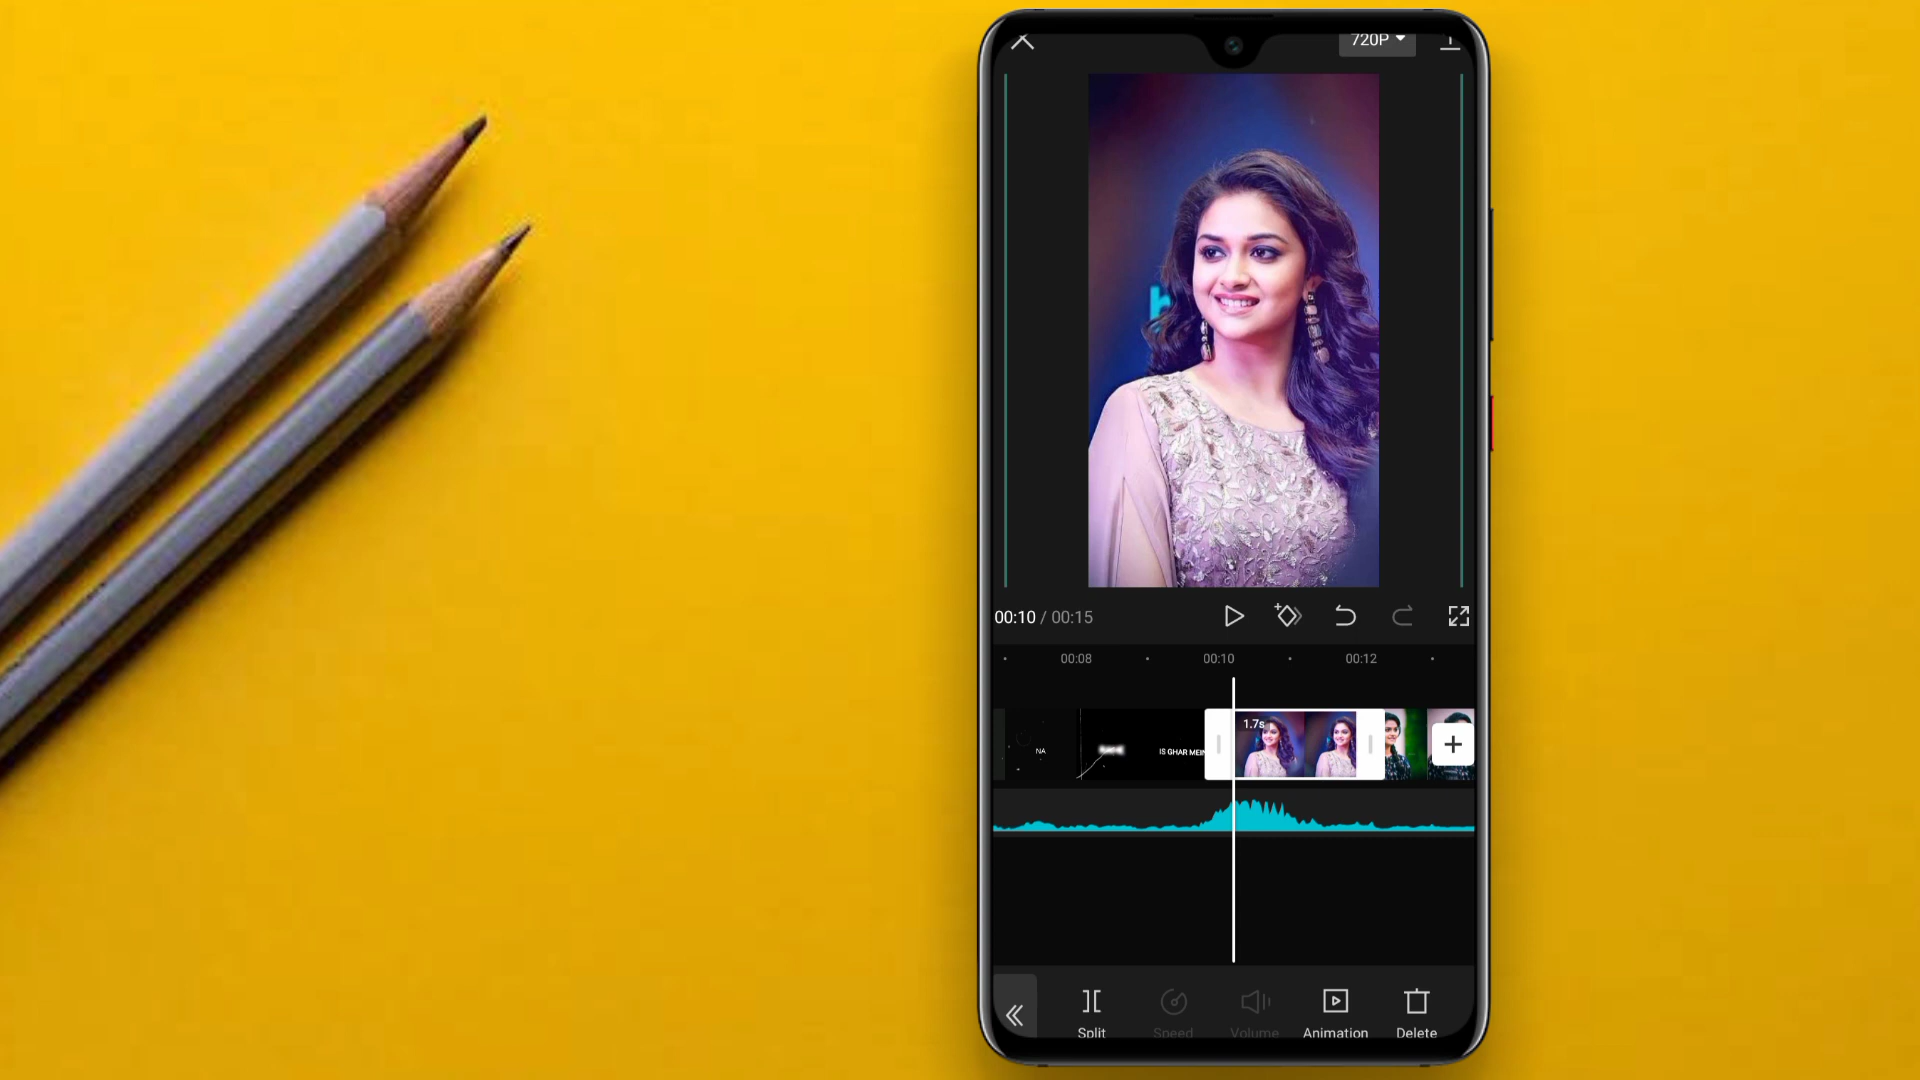 720P
00:10 / 00:15
00:08 00:10 00:12
1.7s
NA
IS GHAR MEIN
Split Speed Volume Animation Delete